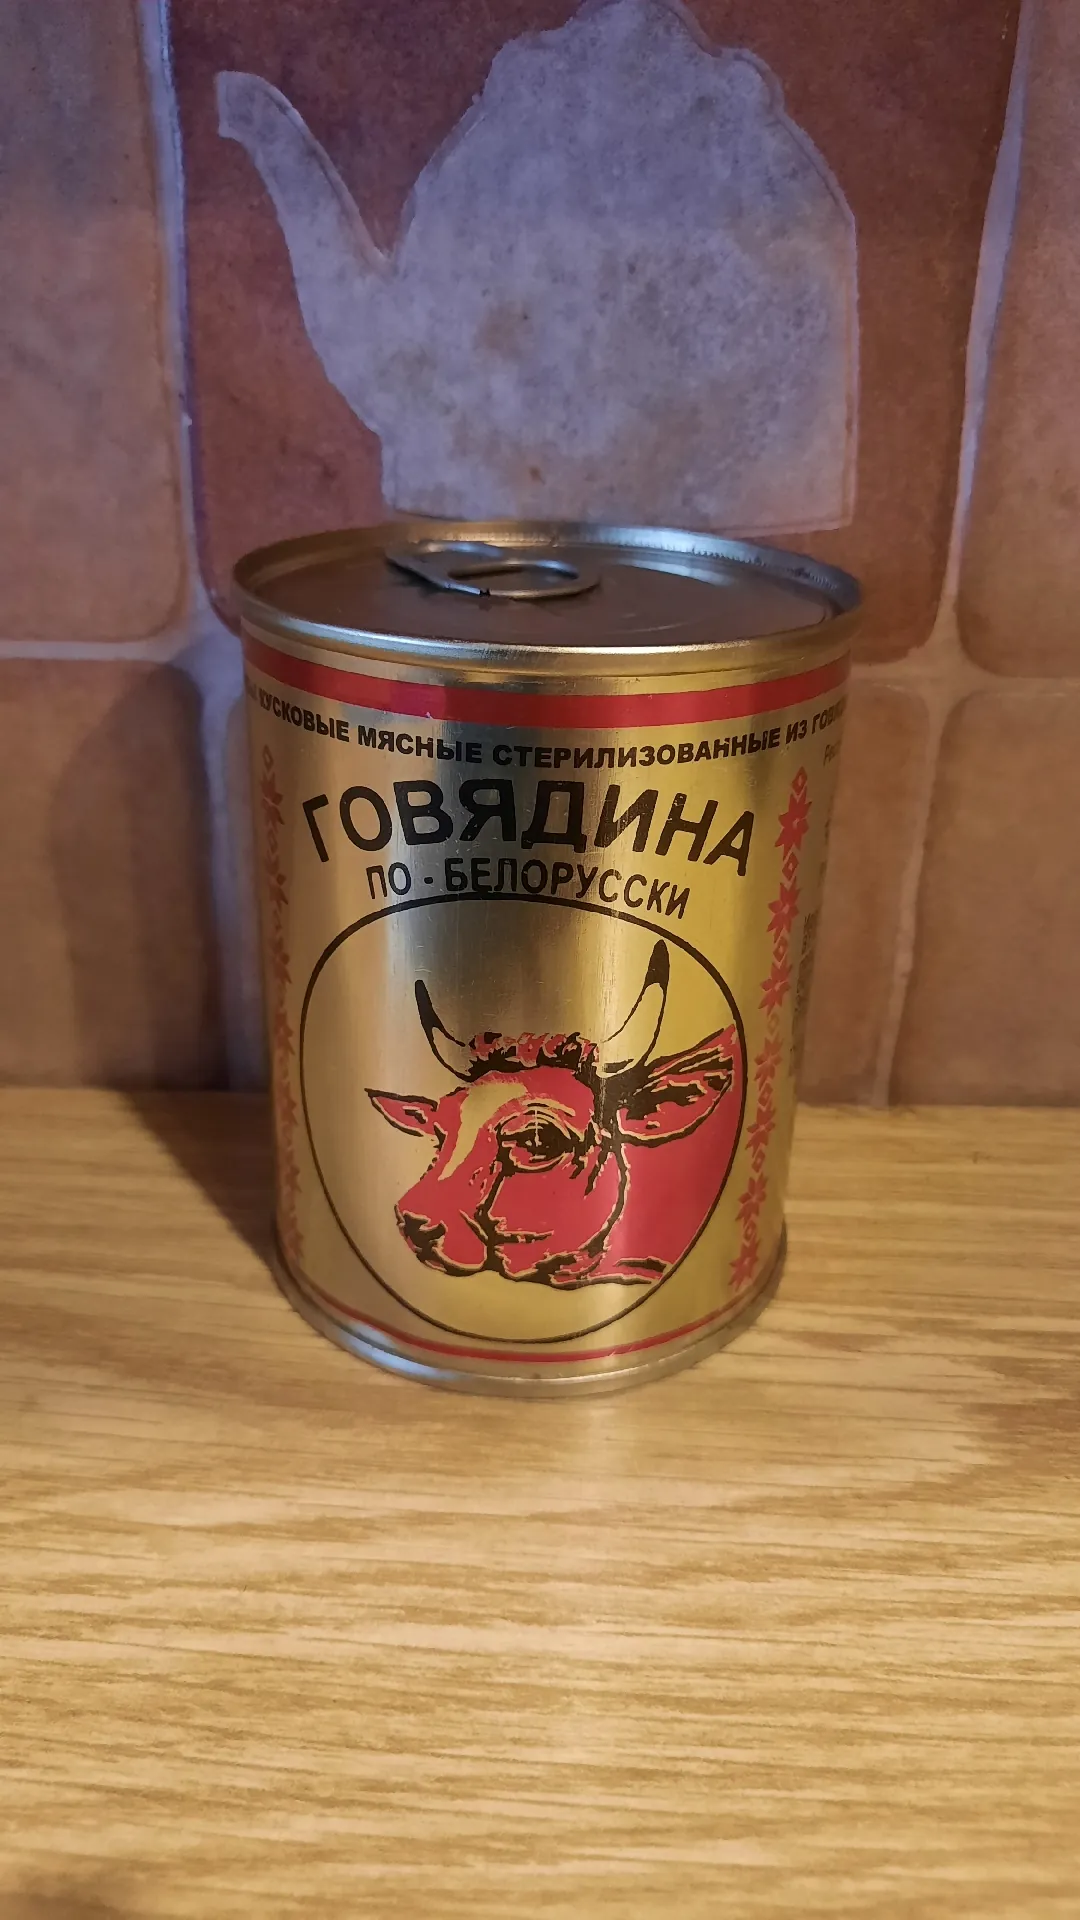 КУСКОВЫЕ МЯСНЫЕ СТЕРИЛИЗОВАННЫЕ ИЗ
ГОВЯДИНА
ПО-БЕЛОРУССКИ